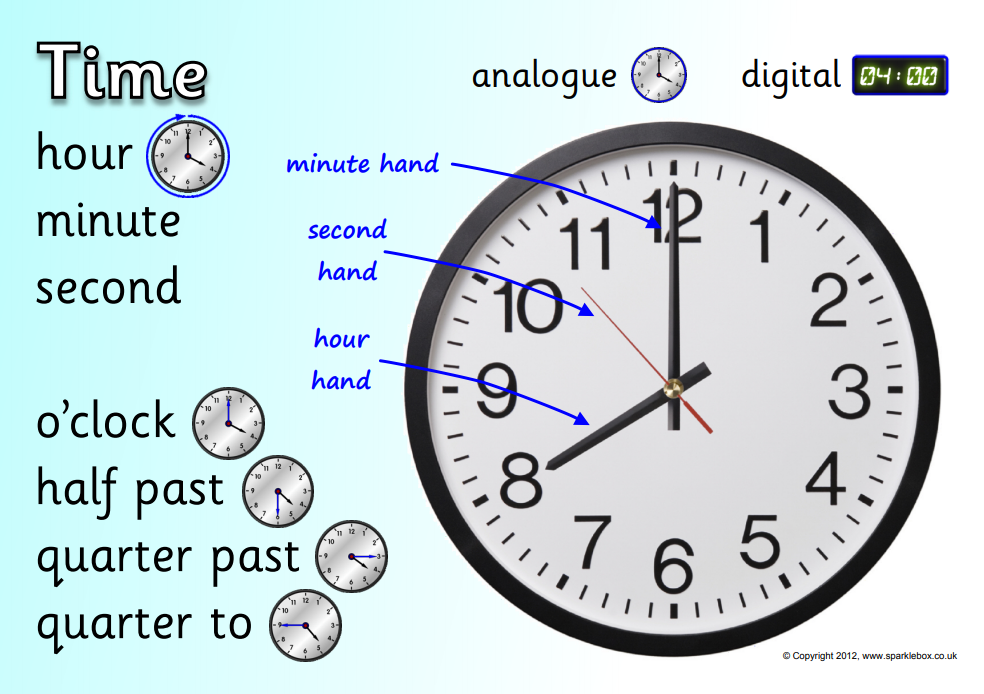 Time
analogue
digital 04:00
hour
minute
second
o'clock
half past
quarter past
quarter to
minute hand
second
hand
hour
hand
12
1
2
3
4
5
6
7
8
9
10
11
© Copyright 2012, www.sparklebox.co.uk